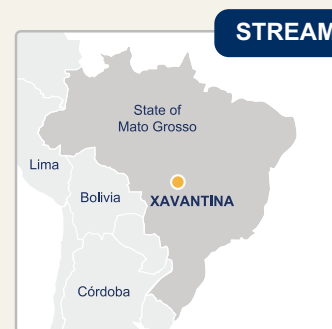 STREAM
State of
Mato Grosso
Lima
Bolivia
XAVANTINA
Córdoba